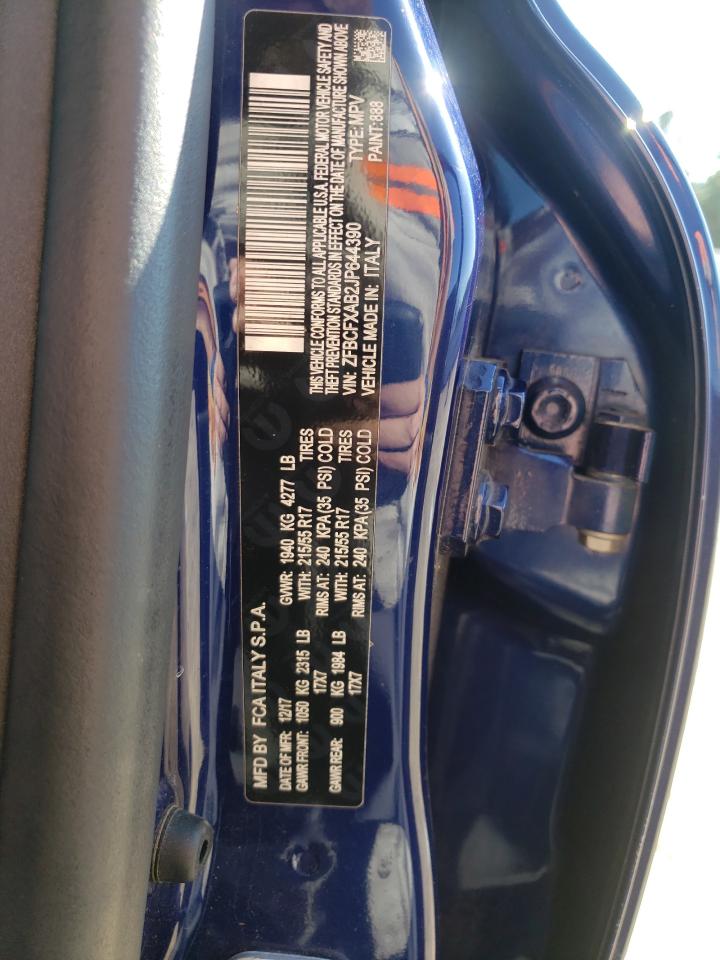 MFD BY FCA ITALY S.P.A.
DATE OF MFR: 12/17 GVWR: 1940 KG 4277 LB
GAWR FRONT: 1050 KG 2315 LB WITH: 215/55 R17 TIRES
17X7 RIMS AT: 240 KPA(35 PSI) COLD
GAWR REAR: 900 KG 1984 LB WITH: 215/55 R17 TIRES
17X7 RIMS AT: 240 KPA(35 PSI) COLD
THIS VEHICLE CONFORMS TO ALL APPLICABLE U.S.A. FEDERAL MOTOR VEHICLE SAFETY AND
THEFT PREVENTION STANDARDS IN EFFECT ON THE DATE OF MANUFACTURE SHOWN ABOVE
VIN: ZFBCFXAB2JP644390 TYPE: MPV
VEHICLE MADE IN: ITALY PAINT:888